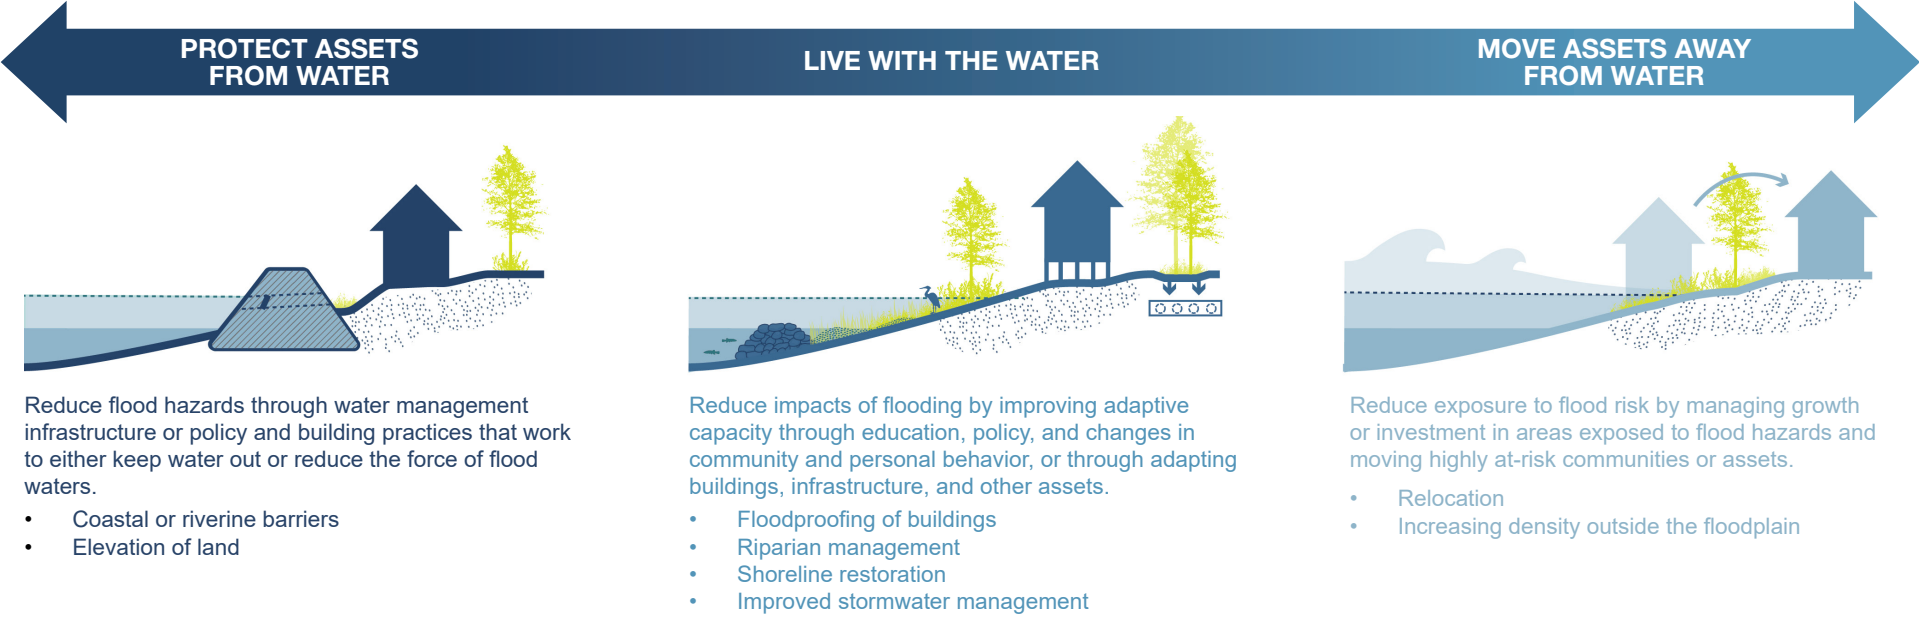 PROTECT ASSETS
FROM WATER
LIVE WITH THE WATER
MOVE ASSETS AWAY
FROM WATER
Reduce flood hazards through water management
infrastructure or policy and building practices that work
to either keep water out or reduce the force of flood
waters.
• Coastal or riverine barriers
• Elevation of land
Reduce impacts of flooding by improving adaptive
capacity through education, policy, and changes in
community and personal behavior, or through adapting
buildings, infrastructure, and other assets.
• Floodproofing of buildings
• Riparian management
• Shoreline restoration
• Improved stormwater management
Reduce exposure to flood risk by managing growth
or investment in areas exposed to flood hazards and
moving highly at-risk communities or assets.
• Relocation
• Increasing density outside the floodplain